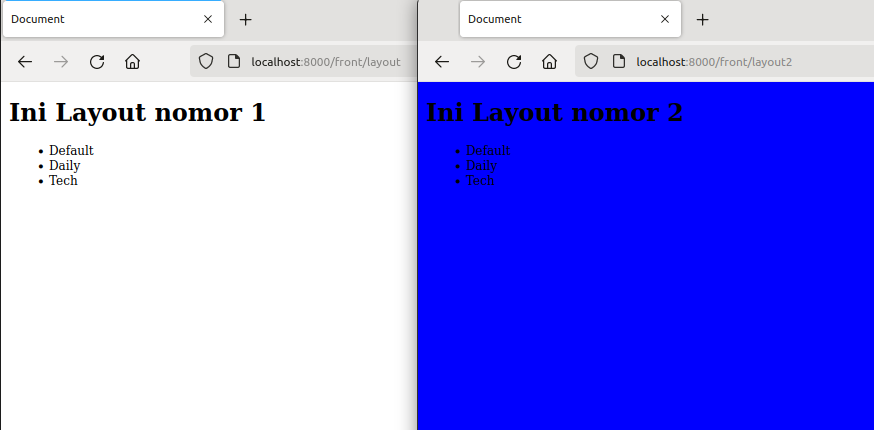 Document
localhost:8000/front/layout
Ini Layout nomor 1
Default
Daily
Tech
Document
localhost:8000/front/layout2
Ini Layout nomor 2
Default
Daily
Tech